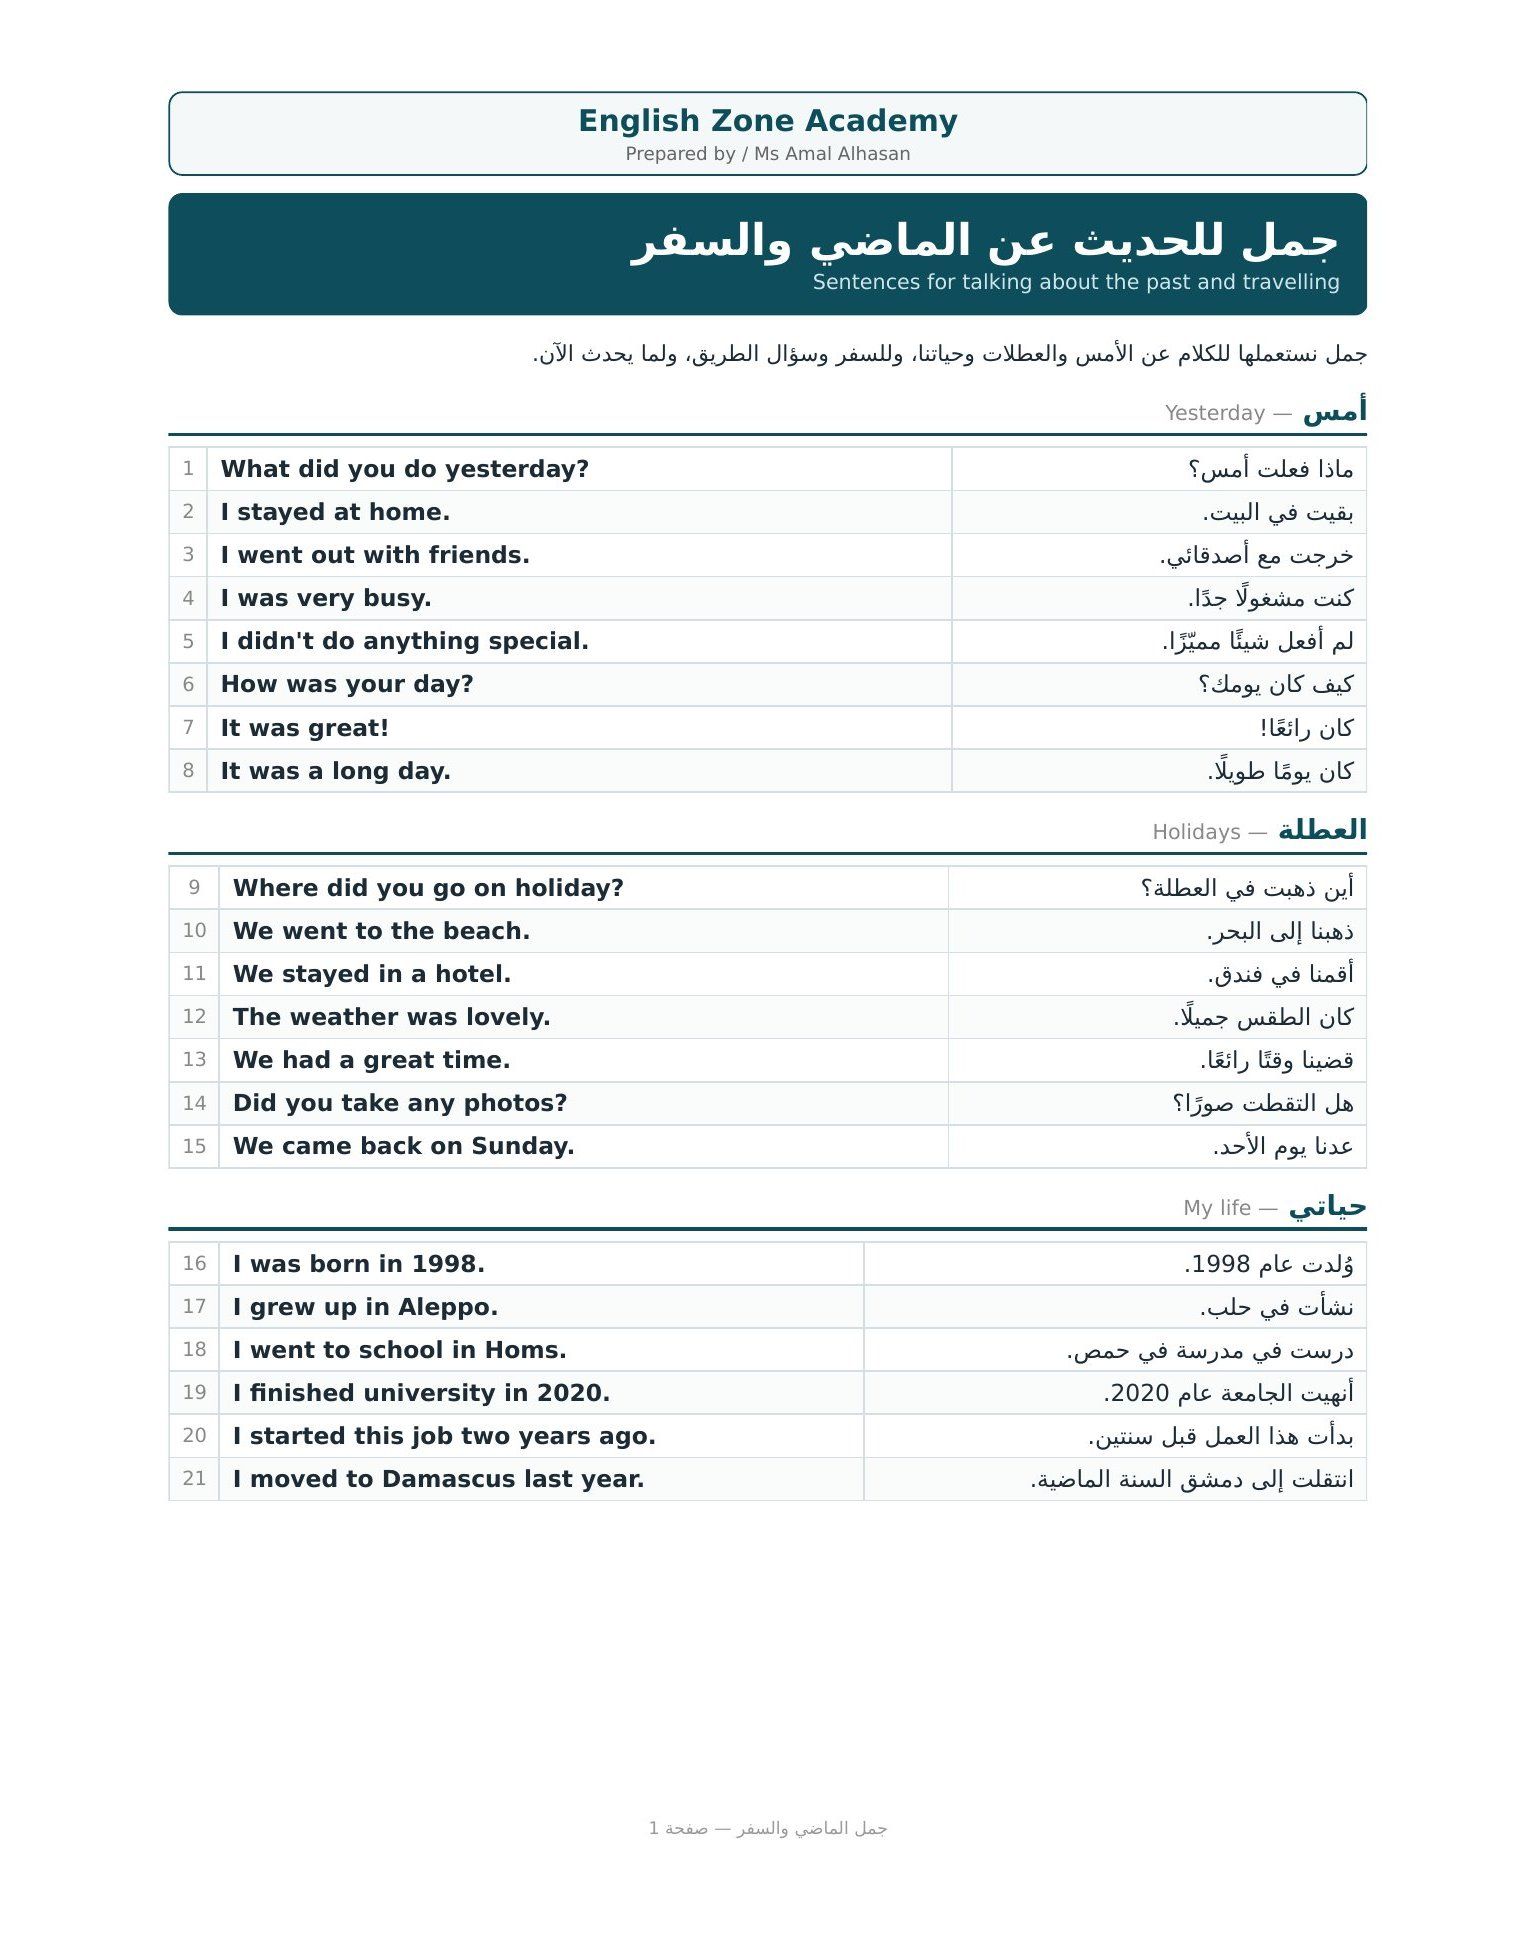 English Zone Academy
Prepared by / Ms Amal Alhasan
جمل للحديث عن الماضي والسفر
Sentences for talking about the past and travelling
جمل نستعملها للكلام عن الأمس والعطلات وحياتنا، وللسفر وسؤال الطريق، ولما يحدث الآن.
أمس — Yesterday
1 What did you do yesterday? ماذا فعلت أمس؟
2 I stayed at home. بقيت في البيت.
3 I went out with friends. خرجت مع أصدقائي.
4 I was very busy. كنت مشغولًا جدًا.
5 I didn't do anything special. لم أفعل شيئًا مميّزًا.
6 How was your day? كيف كان يومك؟
7 It was great! كان رائعًا!
8 It was a long day. كان يومًا طويلًا.
العطلة — Holidays
9 Where did you go on holiday? أين ذهبت في العطلة؟
10 We went to the beach. ذهبنا إلى البحر.
11 We stayed in a hotel. أقمنا في فندق.
12 The weather was lovely. كان الطقس جميلًا.
13 We had a great time. قضينا وقتًا رائعًا.
14 Did you take any photos? هل التقطت صورًا؟
15 We came back on Sunday. عدنا يوم الأحد.
حياتي — My life
16 I was born in 1998. وُلدت عام 1998.
17 I grew up in Aleppo. نشأت في حلب.
18 I went to school in Homs. درست في مدرسة في حمص.
19 I finished university in 2020. أنهيت الجامعة عام 2020.
20 I started this job two years ago. بدأت هذا العمل قبل سنتين.
21 I moved to Damascus last year. انتقلت إلى دمشق السنة الماضية.
جمل الماضي والسفر — صفحة 1